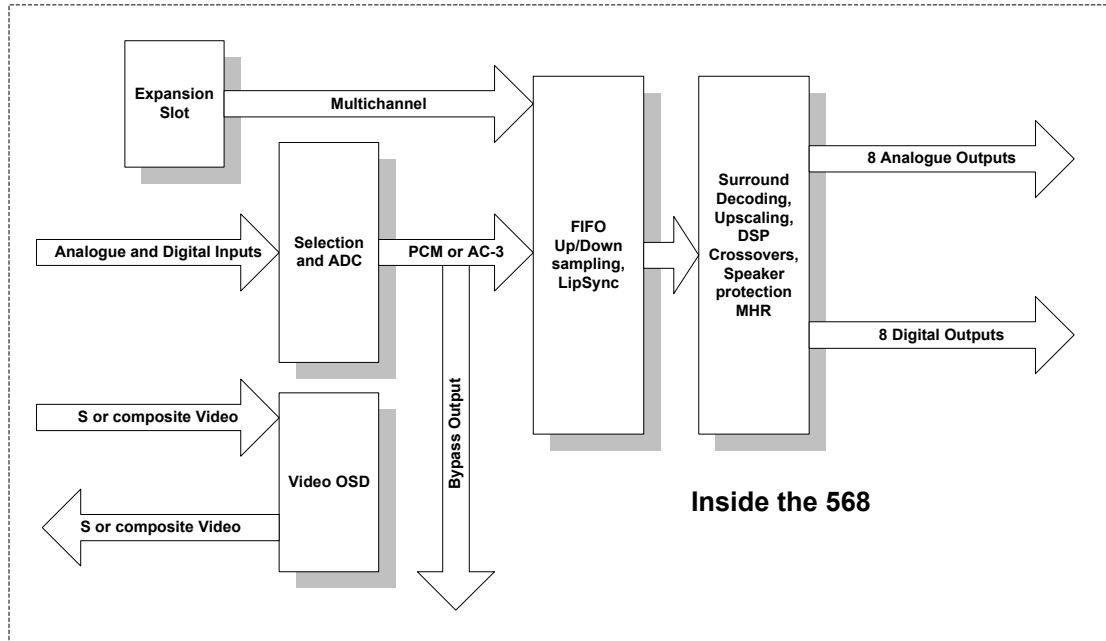 Expansion
Slot
Multichannel
Analogue and Digital Inputs
Selection
and ADC
PCM or AC-3
FIFO
Up/Down
sampling,
LipSync
Surround
Decoding,
Upscaling,
DSP
Crossovers,
Speaker
protection
MHR
8 Analogue Outputs
8 Digital Outputs
Bypass Output
S or composite Video
Video OSD
S or composite Video
Inside the 568